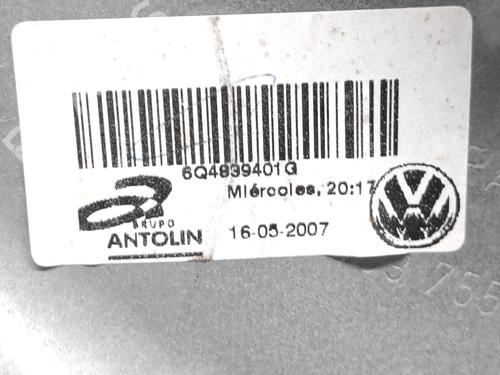 6Q4839401G
Miércoles, 20:17
GRUPO
ANTOLIN
16-05-2007